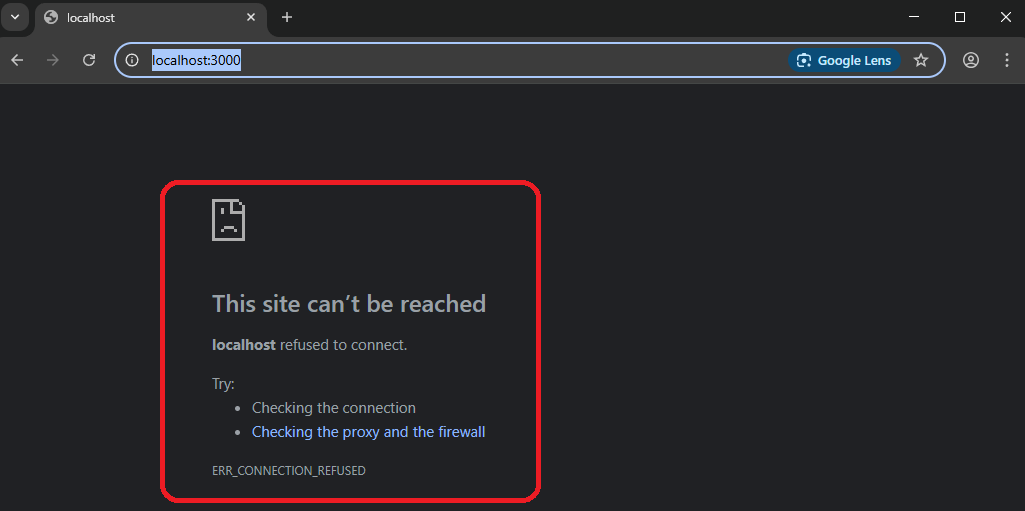 localhost
localhost:3000
Google Lens
This site can’t be reached
localhost refused to connect.
Try:
Checking the connection
Checking the proxy and the firewall
ERR_CONNECTION_REFUSED